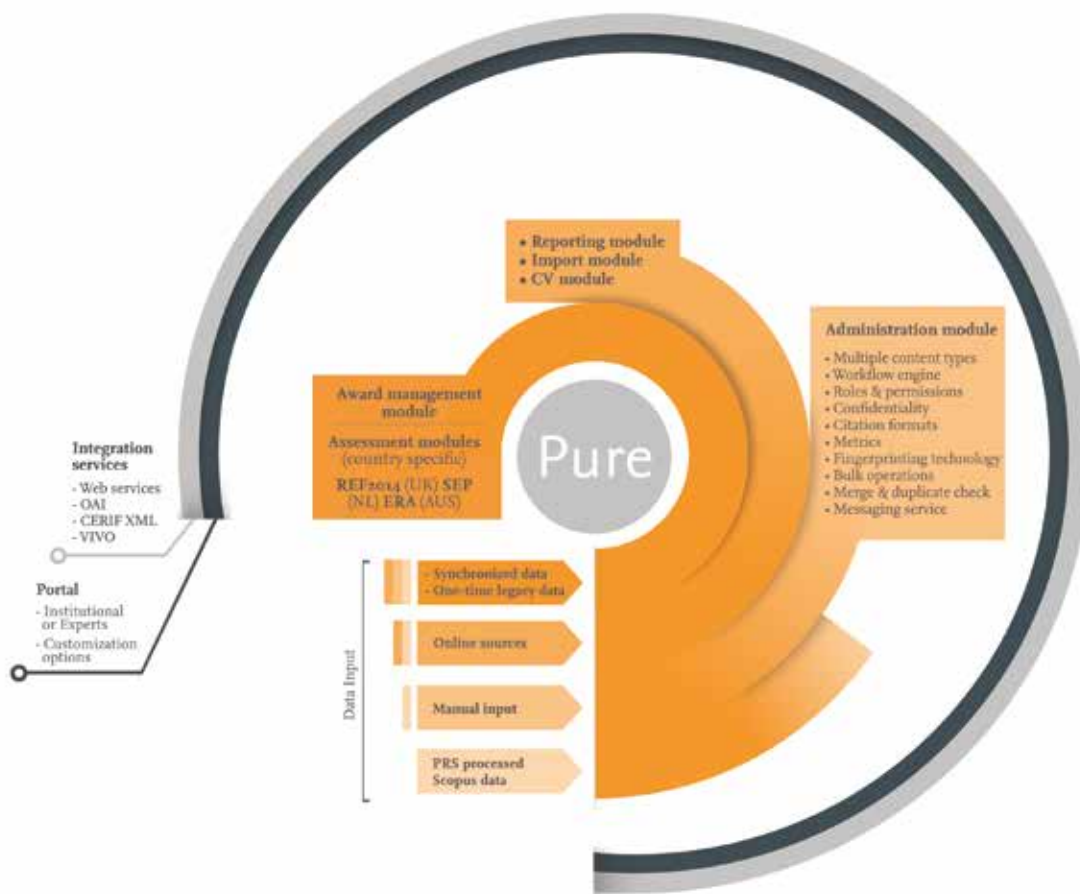 • Reporting module
• Import module
• CV module
Administration module
• Multiple content types
• Workflow engine
• Roles & permissions
• Confidentiality
• Citation formats
• Metrics
• Fingerprinting technology
• Bulk operations
• Merge & duplicate check
• Messaging service
Award management
module
Assessment modules
(country specific)
REF2014 (UK) SEP
(NL) ERA (AUS)
Pure
Integration
services
- Web services
- OAI
- CERIF XML
- VIVO
Portal
- Institutional
or Experts
- Customization
options
Data Input
- Synchronized data
- One-time legacy data
Online sources
Manual input
PRS processed
Scopus data